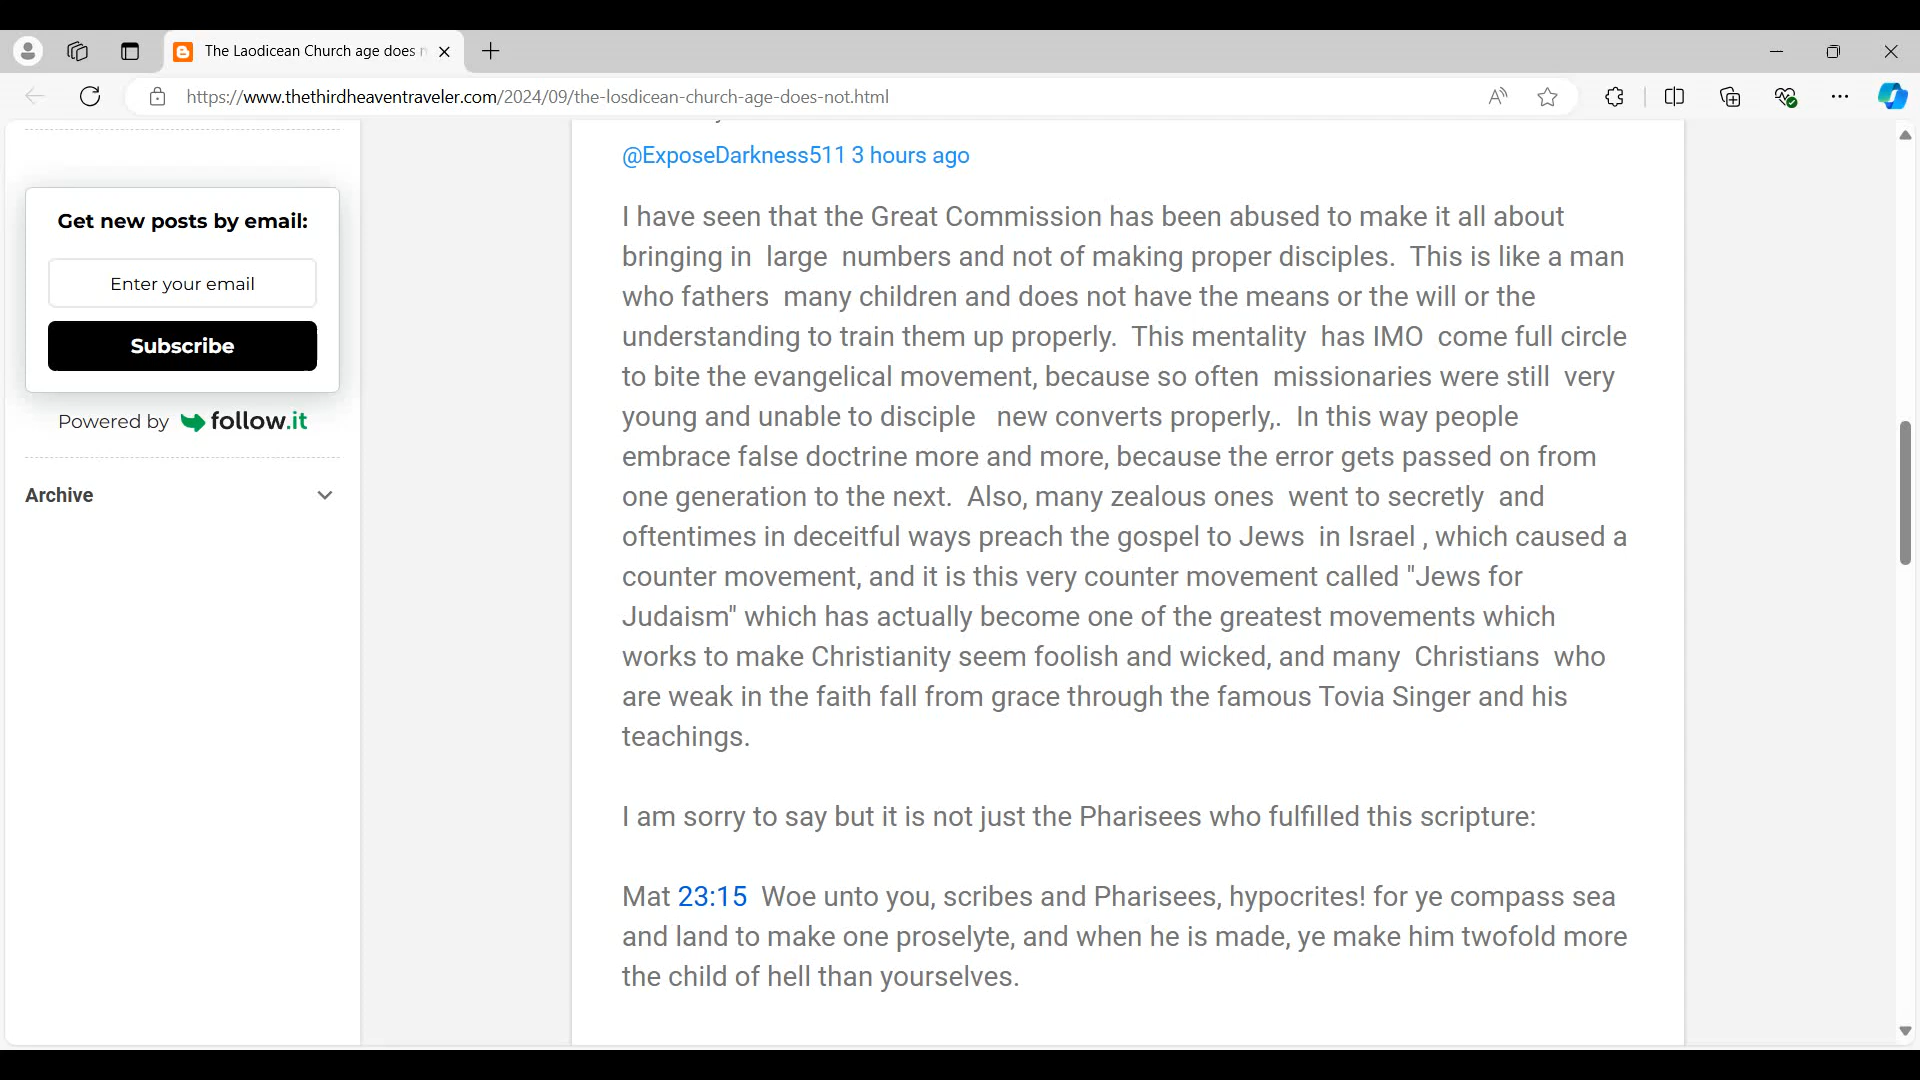 The Laodicean Church age does
https://www.thethirdheaventraveler.com/2024/09/the-losdicean-church-age-does-not.html
Get new posts by email:
Enter your email
Subscribe
Powered by follow.it
Archive
@ExposeDarkness511 3 hours ago
I have seen that the Great Commission has been abused to make it all about
bringing in  large  numbers and not of making proper disciples.  This is like a man
who fathers  many children and does not have the means or the will or the
understanding to train them up properly.  This mentality  has IMO  come full circle
to bite the evangelical movement, because so often  missionaries were still  very
young and unable to disciple   new converts properly,.  In this way people
embrace false doctrine more and more, because the error gets passed on from
one generation to the next.  Also, many zealous ones  went to secretly  and
oftentimes in deceitful ways preach the gospel to Jews  in Israel , which caused a
counter movement, and it is this very counter movement called "Jews for
Judaism" which has actually become one of the greatest movements which
works to make Christianity seem foolish and wicked, and many  Christians  who
are weak in the faith fall from grace through the famous Tovia Singer and his
teachings.
I am sorry to say but it is not just the Pharisees who fulfilled this scripture:
Mat 23:15  Woe unto you, scribes and Pharisees, hypocrites! for ye compass sea
and land to make one proselyte, and when he is made, ye make him twofold more
the child of hell than yourselves.